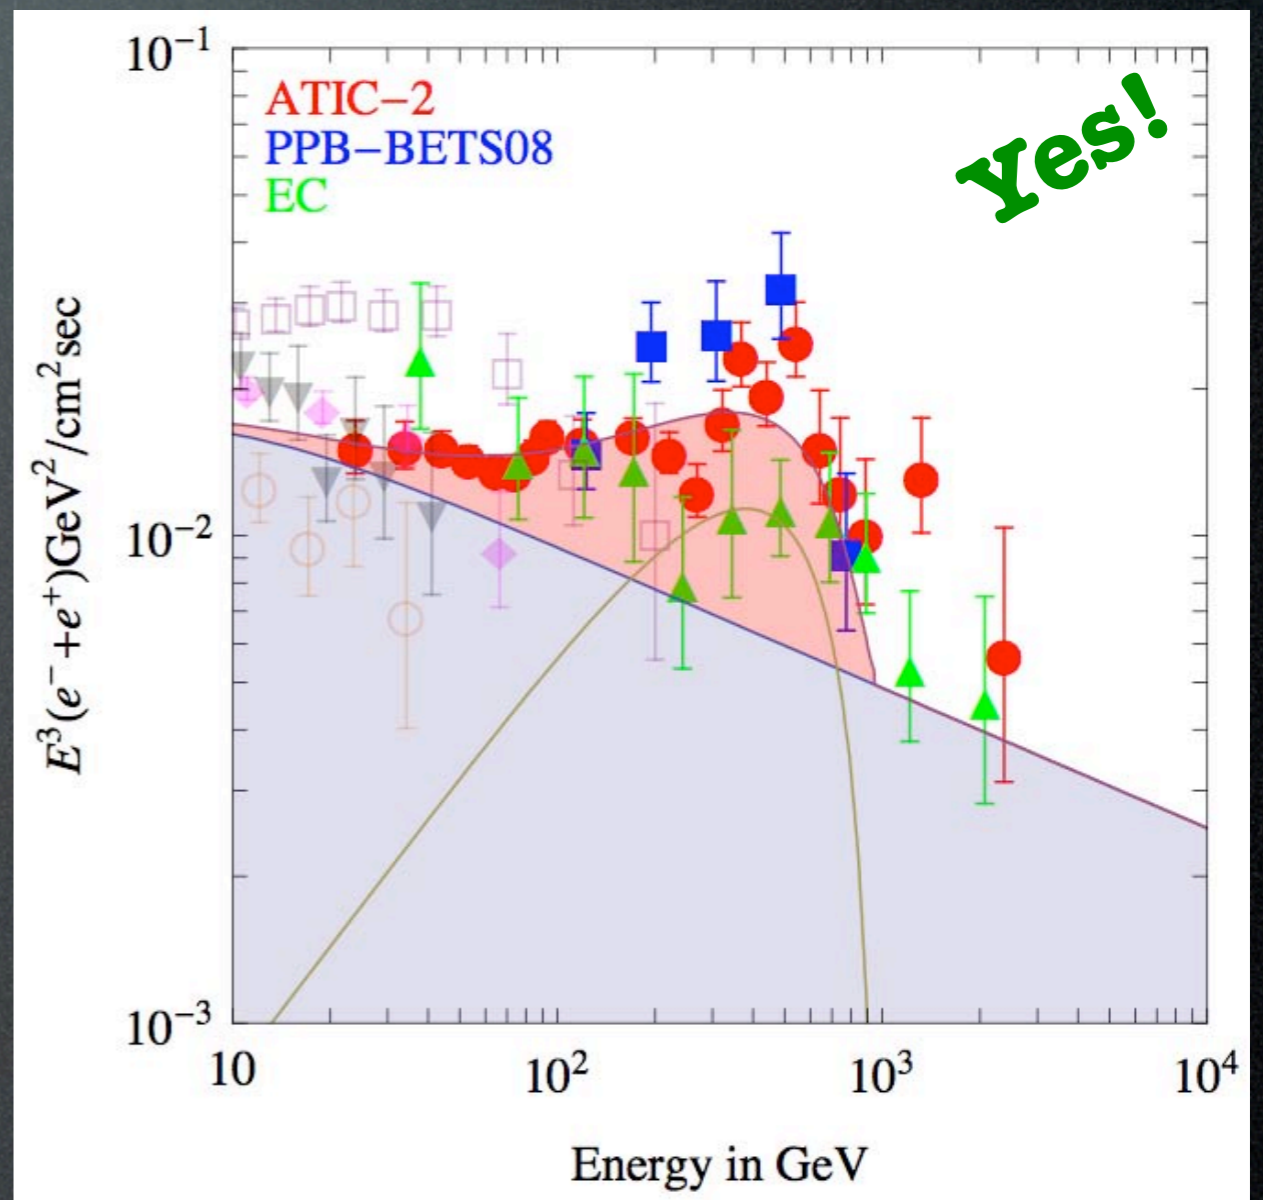 10⁻¹
ATIC−2
PPB−BETS08
EC
Yes!
E³(e⁻+e⁺)GeV²/cm²sec
10⁻²
10⁻³
10 10² 10³ 10⁴
Energy in GeV